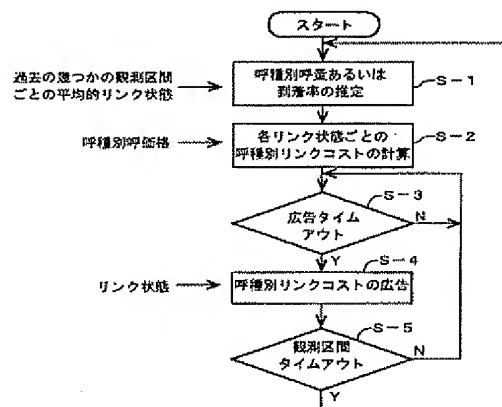 スタート
過去の幾つかの観測区間
ごとの平均的リンク状態
呼種別呼量あるいは
到着率の推定
S-1
呼種別呼価格
各リンク状態ごとの
呼種別リンクコストの計算
S-2
S-3
広告タイム
アウト
N
Y
S-4
リンク状態
呼種別リンクコストの広告
S-5
観測区間
タイムアウト
N
Y